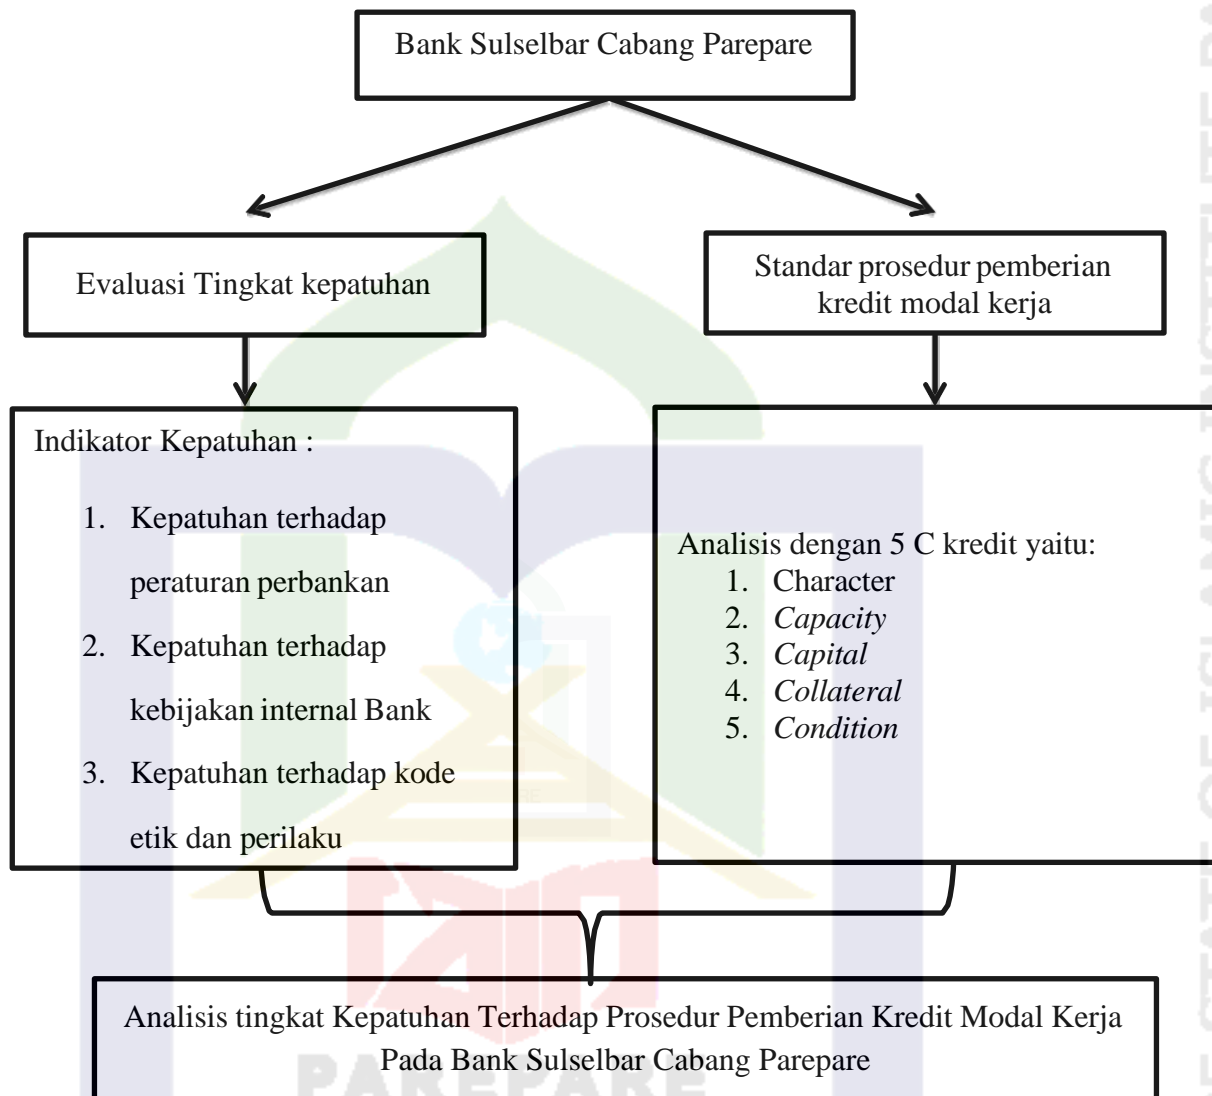 Bank Sulselbar Cabang Parepare
Evaluasi Tingkat kepatuhan
Standar prosedur pemberian
kredit modal kerja
Indikator Kepatuhan :
1. Kepatuhan terhadap
peraturan perbankan
2. Kepatuhan terhadap
kebijakan internal Bank
3. Kepatuhan terhadap kode
etik dan perilaku
Analisis dengan 5 C kredit yaitu:
1. Character
2. Capacity
3. Capital
4. Collateral
5. Condition
Analisis tingkat Kepatuhan Terhadap Prosedur Pemberian Kredit Modal Kerja
Pada Bank Sulselbar Cabang Parepare
PAREPARE